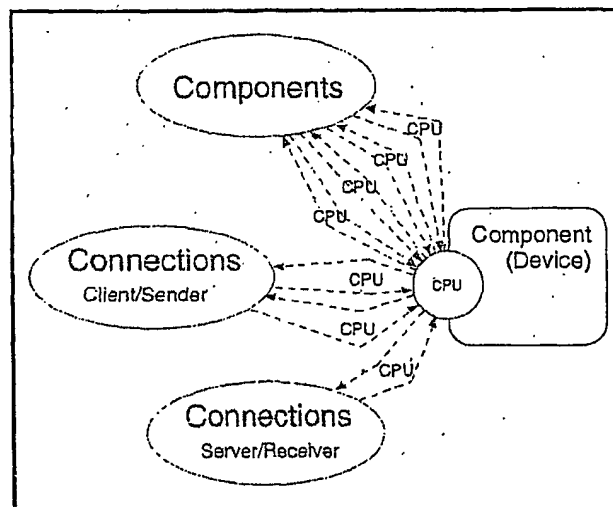 Components
CPU
CPU
CPU
CPU
Component
(Device)
CPU
Connections
Client/Sender
CPU
CPU
CPU
Connections
Server/Receiver